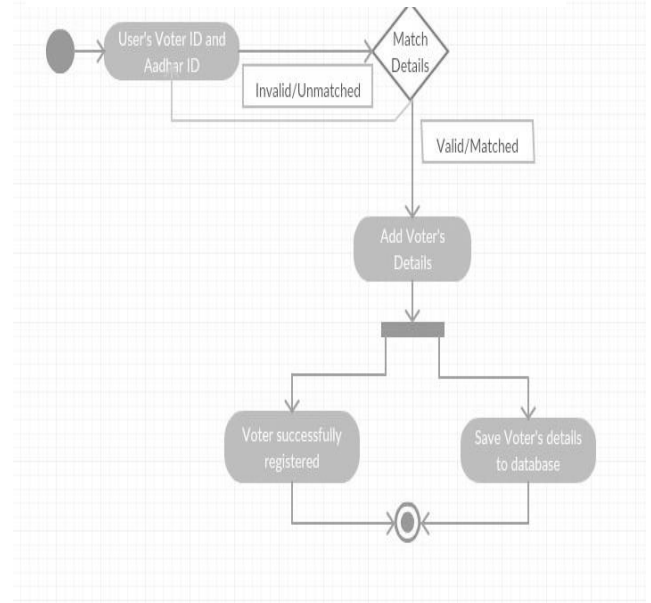 User's Voter ID and
Aadhar ID
Match
Details
Invalid/Unmatched
Valid/Matched
Add Voter's
Details
Voter successfully
registered
Save Voter's details
to database